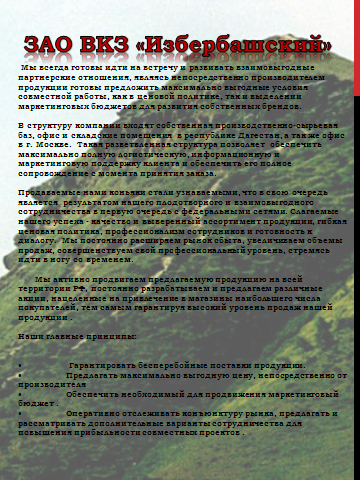 ЗАО ВКЗ «Избербашский»
Мы всегда готовы идти на встречу и развивать взаимовыгодные
партнерские отношения, являясь непосредственно производителем
продукции готовы предложить максимально выгодные условия
совместной работы, как в ценовой политике, так и выделении
маркетинговых бюджетов для развития собственных брендов.
В структуру компании входят собственная производственно-сырьевая
баз, офис и складские помещения в республике Дагестан, а также офис
в г. Москве. Такая разветвленная структура позволяет обеспечить
максимально полную логистическую, информационную и
маркетинговую поддержку клиента и обеспечить его полное
сопровождение с момента принятия заказа.
Продаваемые нами коньяки стали узнаваемыми, что в свою очередь
является результатом нашего плодотворного и взаимовыгодного
сотрудничества в первую очередь с федеральными сетями. Слагаемые
нашего успеха - качество и выверенный ассортимент продукции, гибкая
ценовая политика, профессионализм сотрудников и готовность к
диалогу. Мы постоянно расширяем рынок сбыта, увеличиваем объемы
продаж, совершенствуем свой профессиональный уровень, стремясь
идти в ногу со временем.
Мы активно продвигаем предлагаемую продукцию на всей
территории РФ, постоянно разрабатываем и предлагаем различные
акции, нацеленные на привлечение в магазины наибольшего числа
покупателей, тем самым гарантируя высокий уровень продаж нашей
продукции .
Наши главные принципы:
• Гарантировать бесперебойные поставки продукции.
• Предлагать максимально выгодную цену, непосредственно от
производителя
• Обеспечить необходимый для продвижения маркетинговый
бюджет .
• Оперативно отслеживать конъюнктуру рынка, предлагать и
рассматривать дополнительные варианты сотрудничества для
повышения прибыльности совместных проектов .